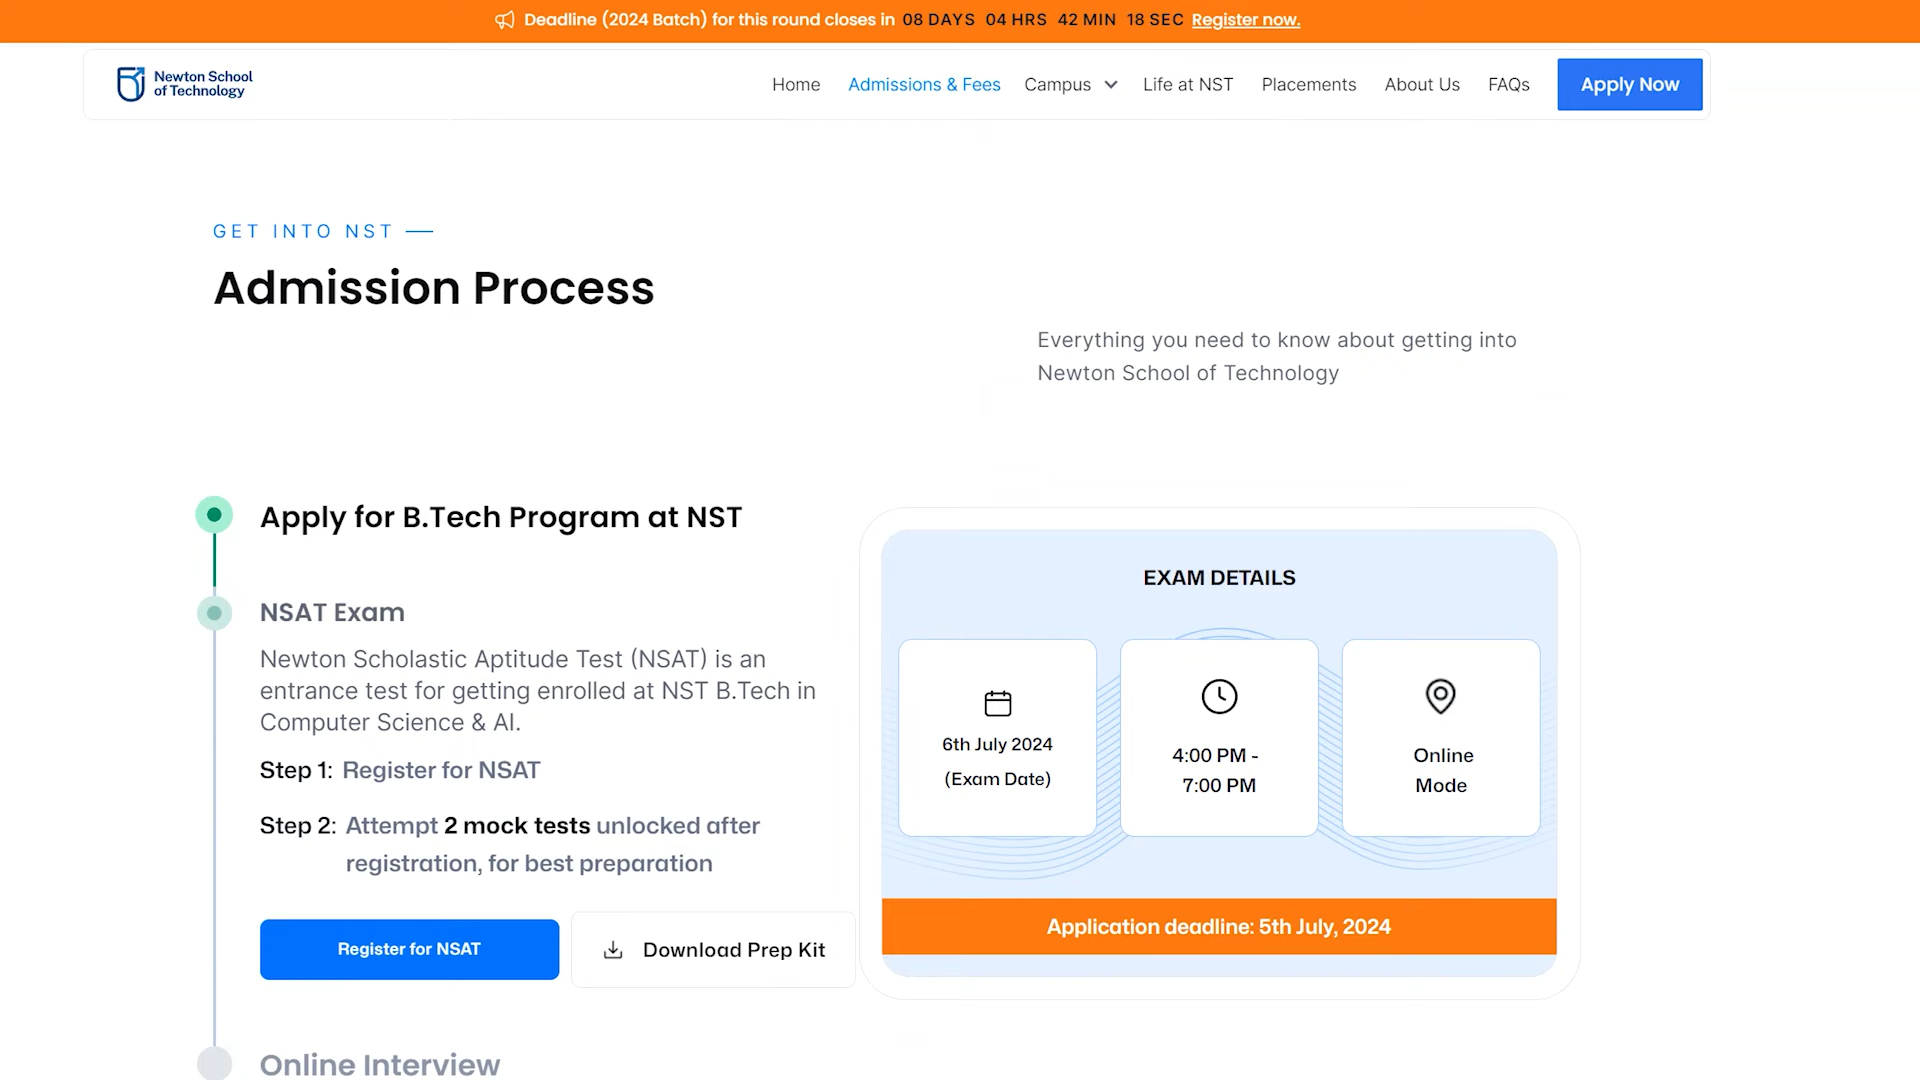 Deadline (2024 Batch) for this round closes in 08 DAYS 04 HRS 42 MIN 18 SEC Register now.
Newton School
of Technology
Home Admissions & Fees Campus Life at NST Placements About Us FAQs Apply Now
GET INTO NST —
Admission Process
Everything you need to know about getting into
Newton School of Technology
Apply for B.Tech Program at NST
NSAT Exam
Newton Scholastic Aptitude Test (NSAT) is an
entrance test for getting enrolled at NST B.Tech in
Computer Science & AI.
Step 1: Register for NSAT
Step 2: Attempt 2 mock tests unlocked after
registration, for best preparation
Register for NSAT
Download Prep Kit
EXAM DETAILS
6th July 2024
(Exam Date)
4:00 PM -
7:00 PM
Online
Mode
Application deadline: 5th July, 2024
Online Interview